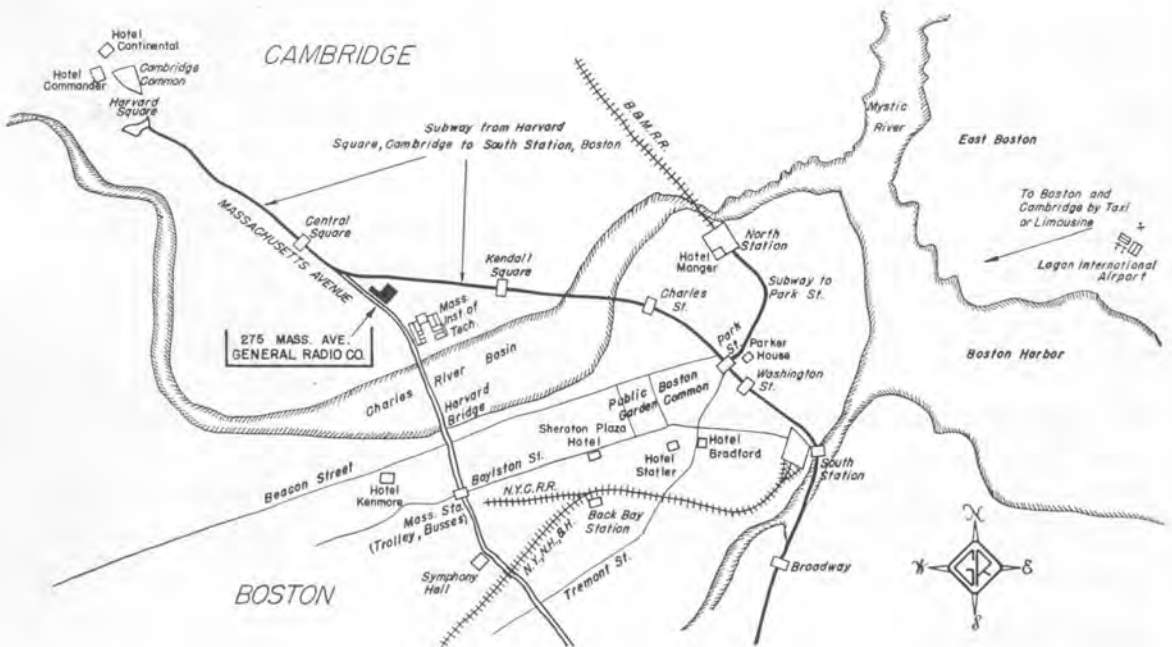 Hotel
Continental
CAMBRIDGE
Hotel
Commander
Cambridge
Common
Harvard
Square
Subway from Harvard
Square, Cambridge to South Station, Boston
B.&M.R.R.
Mystic
River
East Boston
To Boston and
Cambridge by Taxi
or Limousine
Logan International
Airport
MASSACHUSETTS AVENUE
Central
Square
Kendall
Square
North
Station
Hotel
Manger
Subway to
Park St.
Charles
St.
Mass.
Inst. of
Tech.
275 MASS. AVE.
GENERAL RADIO CO.
Park
St.
Parker
House
Washington
St.
Boston Harbor
Charles River Basin
Harvard
Bridge
Public
Garden
Boston
Common
Sheraton Plaza
Hotel
Hotel
Statler
Hotel
Bradford
South
Station
Beacon Street
Boylston St.
Hotel
Kenmore
N.Y.C.R.R.
Mass. Sta.
(Trolley, Busses)
Back Bay
Station
N.Y., N.H., & H.
Tremont St.
Symphony
Hall
Broadway
BOSTON
N
W
E
S
GR